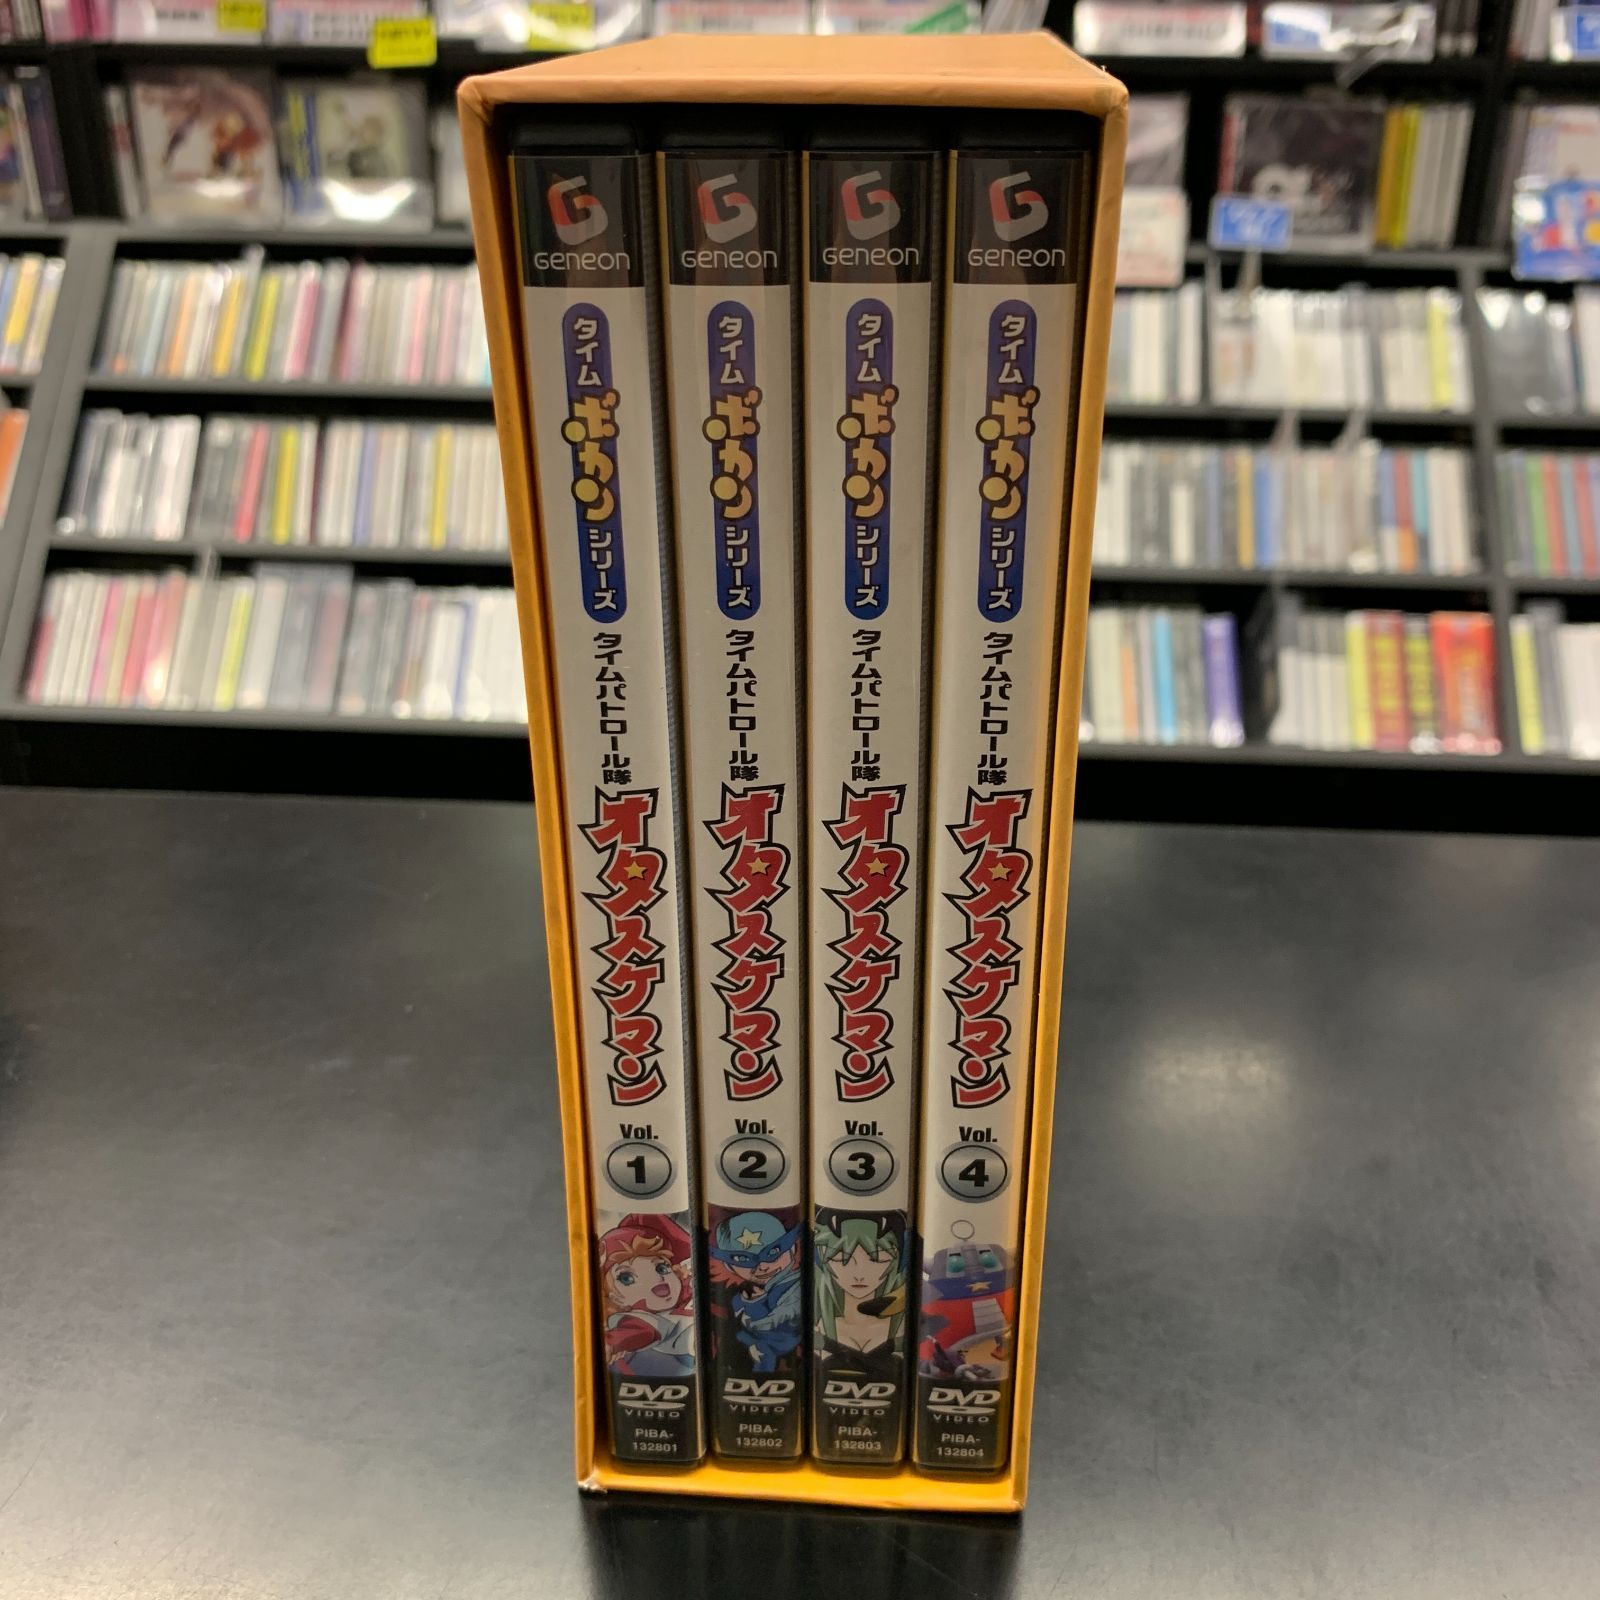 GENEON
タイムボカンシリーズ
タイムパトロール隊
オタスケマン
Vol.
1
DVD
VIDEO
PIBA-
132801
GENEON
タイムボカンシリーズ
タイムパトロール隊
オタスケマン
Vol.
2
DVD
VIDEO
PIBA-
132802
GENEON
タイムボカンシリーズ
タイムパトロール隊
オタスケマン
Vol.
3
DVD
VIDEO
PIBA-
132803
GENEON
タイムボカンシリーズ
タイムパトロール隊
オタスケマン
Vol.
4
DVD
VIDEO
PIBA-
132804